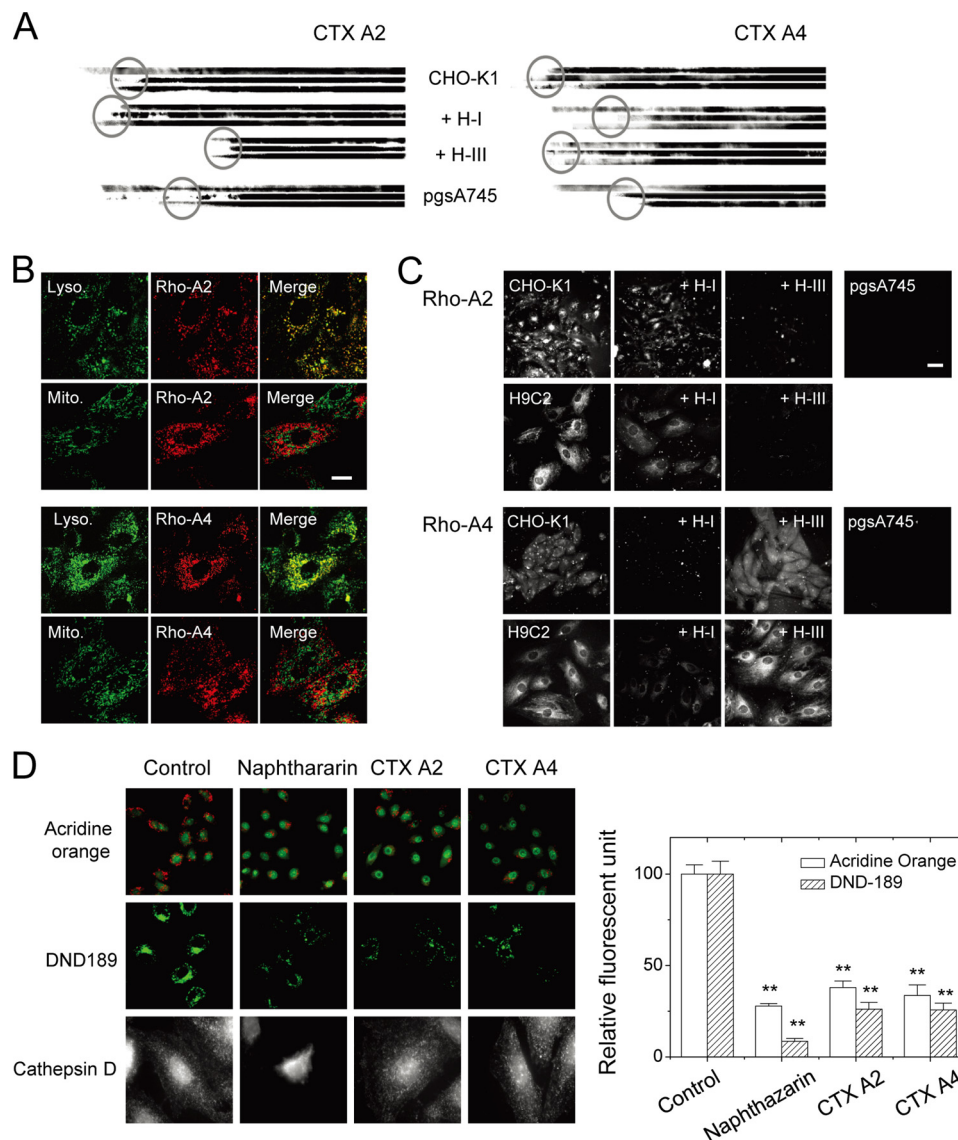 A
CTX A2
CTX A4
CHO-K1
+ H-I
+ H-III
pgsA745
B
Lyso. Rho-A2 Merge
Mito. Rho-A2 Merge
Lyso. Rho-A4 Merge
Mito. Rho-A4 Merge
C
Rho-A2
CHO-K1 + H-I + H-III pgsA745
H9C2 + H-I + H-III
Rho-A4
CHO-K1 + H-I + H-III pgsA745
H9C2 + H-I + H-III
D
Control Naphthararin CTX A2 CTX A4
Acridine
orange
DND189
Cathepsin D
Relative fluorescent unit
100
50
0
Acridine Orange
DND-189
**
**
**
**
**
**
Control
Naphthazarin
CTX A2
CTX A4